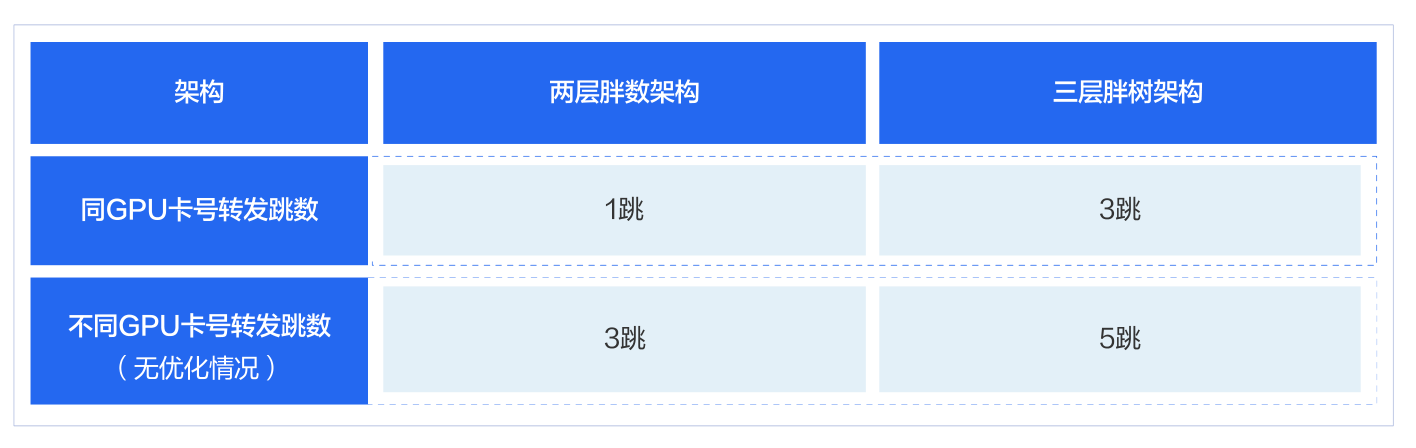 架构
两层胖数架构
三层胖树架构
同GPU卡号转发跳数
1跳
3跳
不同GPU卡号转发跳数
（无优化情况）
3跳
5跳